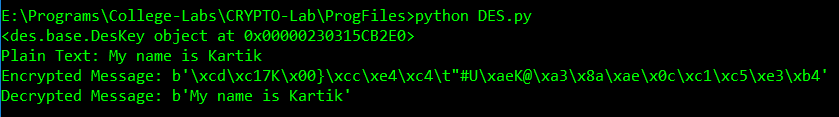 E:\Programs\College-Labs\CRYPTO-Lab\ProgFiles>python DES.py
<des.base.DesKey object at 0x00000230315CB2E0>
Plain Text: My name is Kartik
Encrypted Message: b'\xcd\xc17K\x00}\xcc\xe4\xc4\t"#U\xaeK@\xa3\x8a\xae\x0c\xc1\xc5\xe3\xb4'
Decrypted Message: b'My name is Kartik'